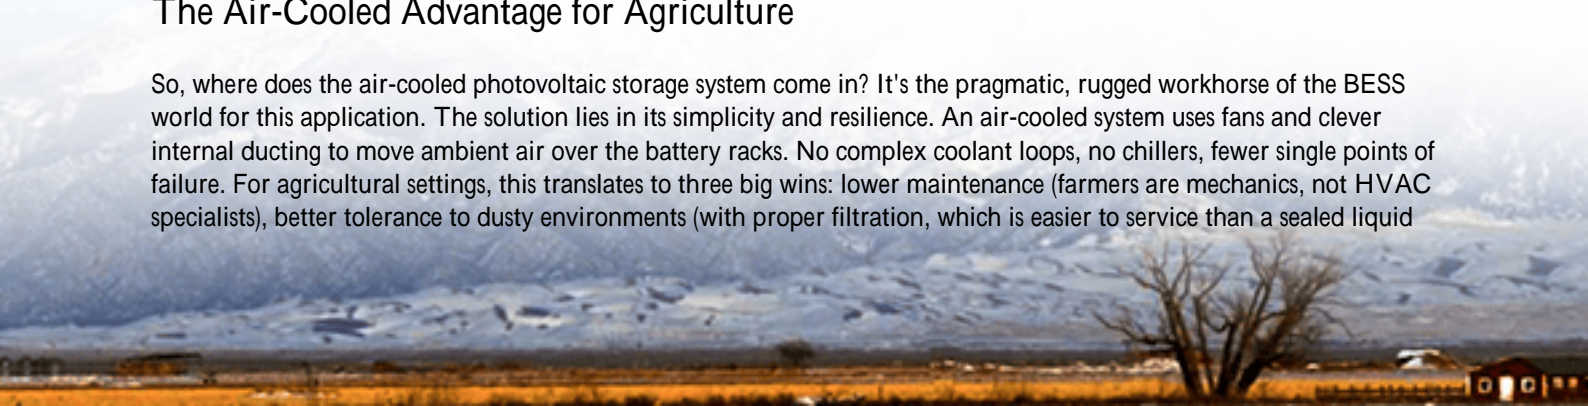 The Air-Cooled Advantage for Agriculture
So, where does the air-cooled photovoltaic storage system come in? It's the pragmatic, rugged workhorse of the BESS
world for this application. The solution lies in its simplicity and resilience. An air-cooled system uses fans and clever
internal ducting to move ambient air over the battery racks. No complex coolant loops, no chillers, fewer single points of
failure. For agricultural settings, this translates to three big wins: lower maintenance (farmers are mechanics, not HVAC
specialists), better tolerance to dusty environments (with proper filtration, which is easier to service than a sealed liquid